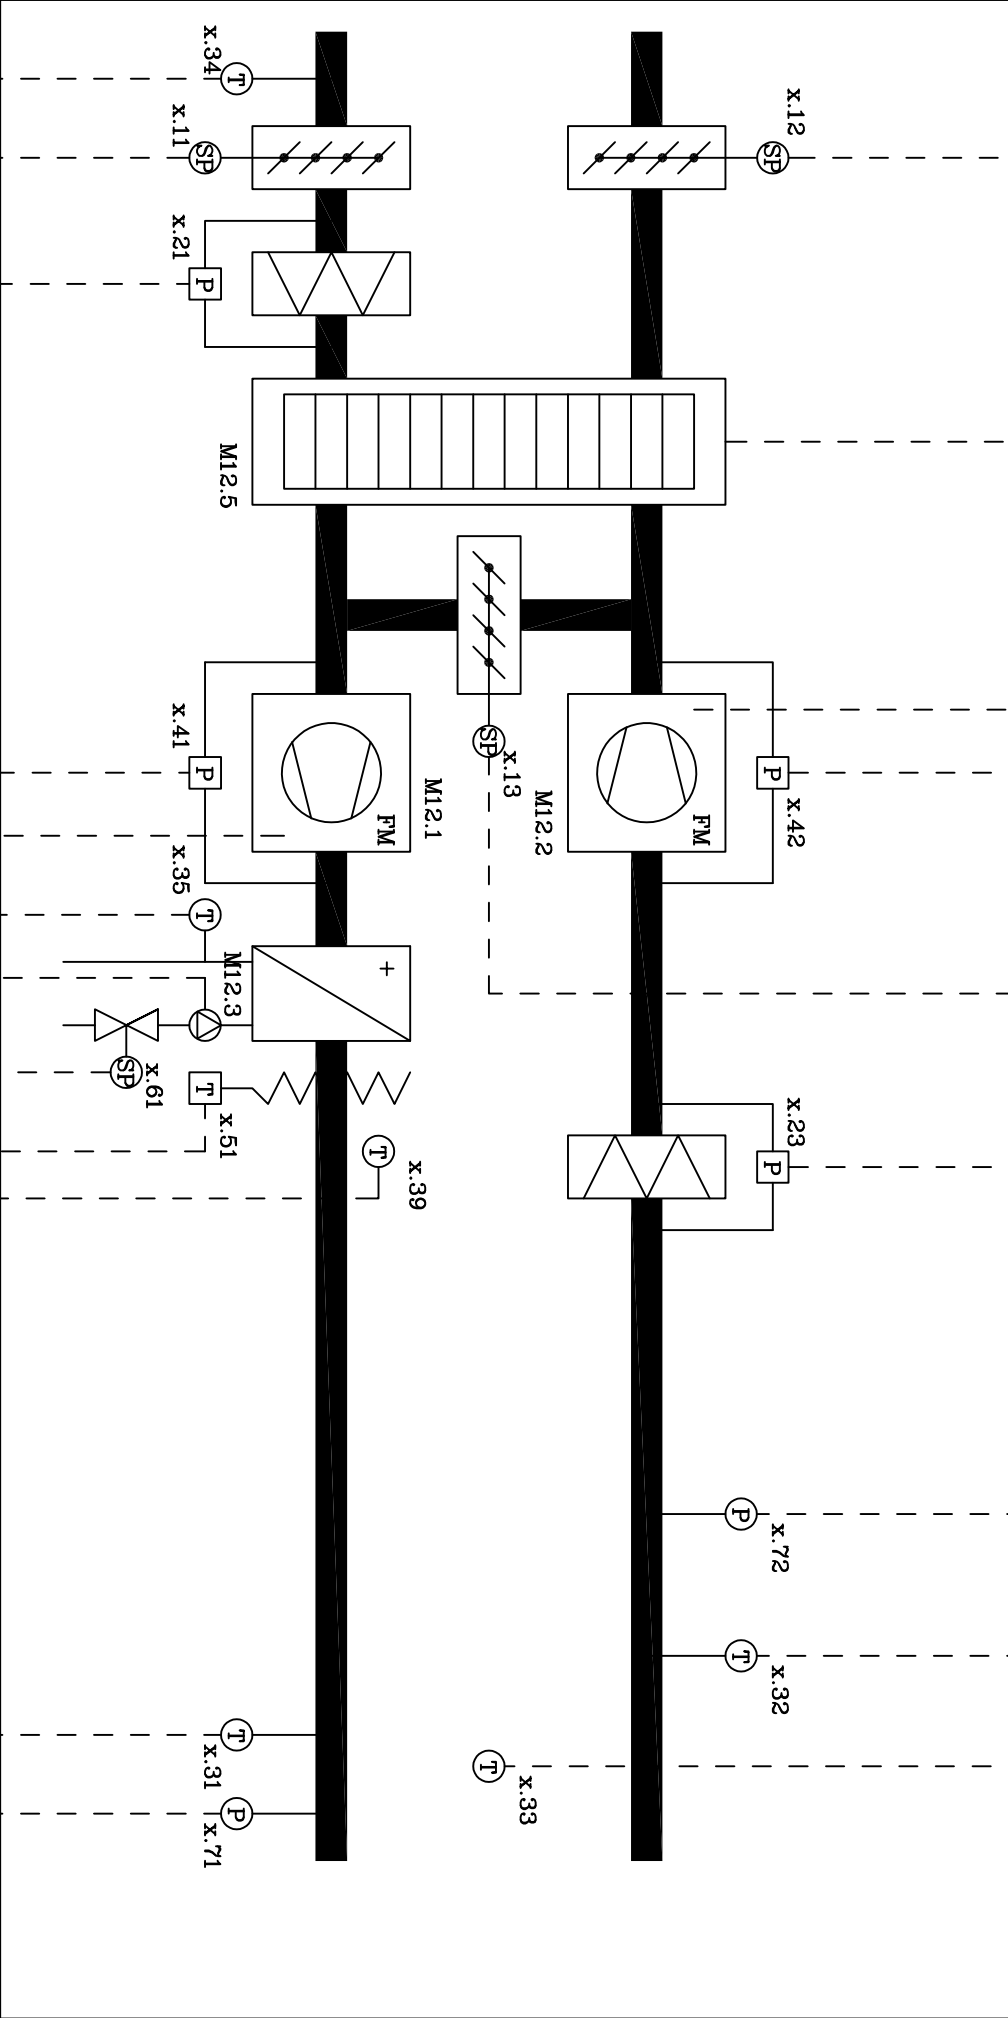 x.34
T
x.11
SP
x.12
SP
x.21
P
M12.5
x.13
SP
x.41
P
M12.1
FM
M12.2
FM
x.42
P
x.35
T
M12.3
+
x.61
SP
T
x.51
T
x.39
x.23
P
P
x.72
T
x.32
T
x.31
T
x.33
P
x.71